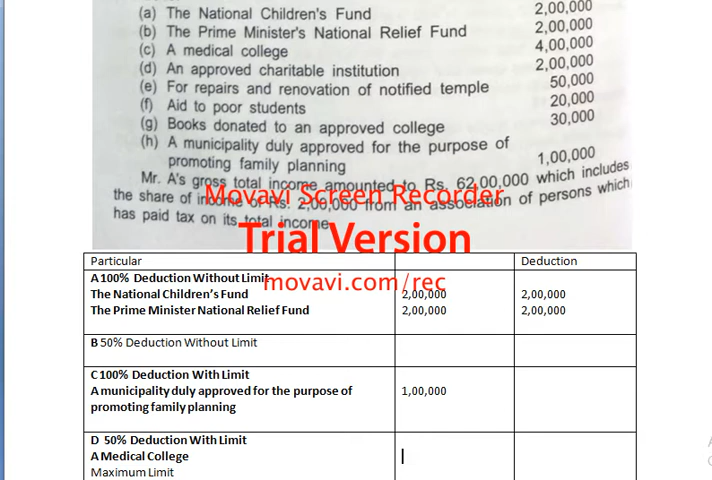 (a) The National Children's Fund 2,00,000
(b) The Prime Minister's National Relief Fund 2,00,000
(c) A medical college 4,00,000
(d) An approved charitable institution 2,00,000
(e) For repairs and renovation of notified temple 50,000
(f) Aid to poor students 20,000
(g) Books donated to an approved college 30,000
(h) A municipality duly approved for the purpose of
promoting family planning 1,00,000
Mr. A's gross total income amounted to Rs. 62,00,000 which includes
the share of income of Rs. 2,00,000 from an association of persons which
has paid tax on its total income.
Movavi Screen Recorder
Trial Version
movavi.com/rec
Particular Deduction
A 100% Deduction Without Limit
The National Children's Fund 2,00,000 2,00,000
The Prime Minister National Relief Fund 2,00,000 2,00,000
B 50% Deduction Without Limit
C 100% Deduction With Limit
A municipality duly approved for the purpose of 1,00,000
promoting family planning
D 50% Deduction With Limit
A Medical College
Maximum Limit